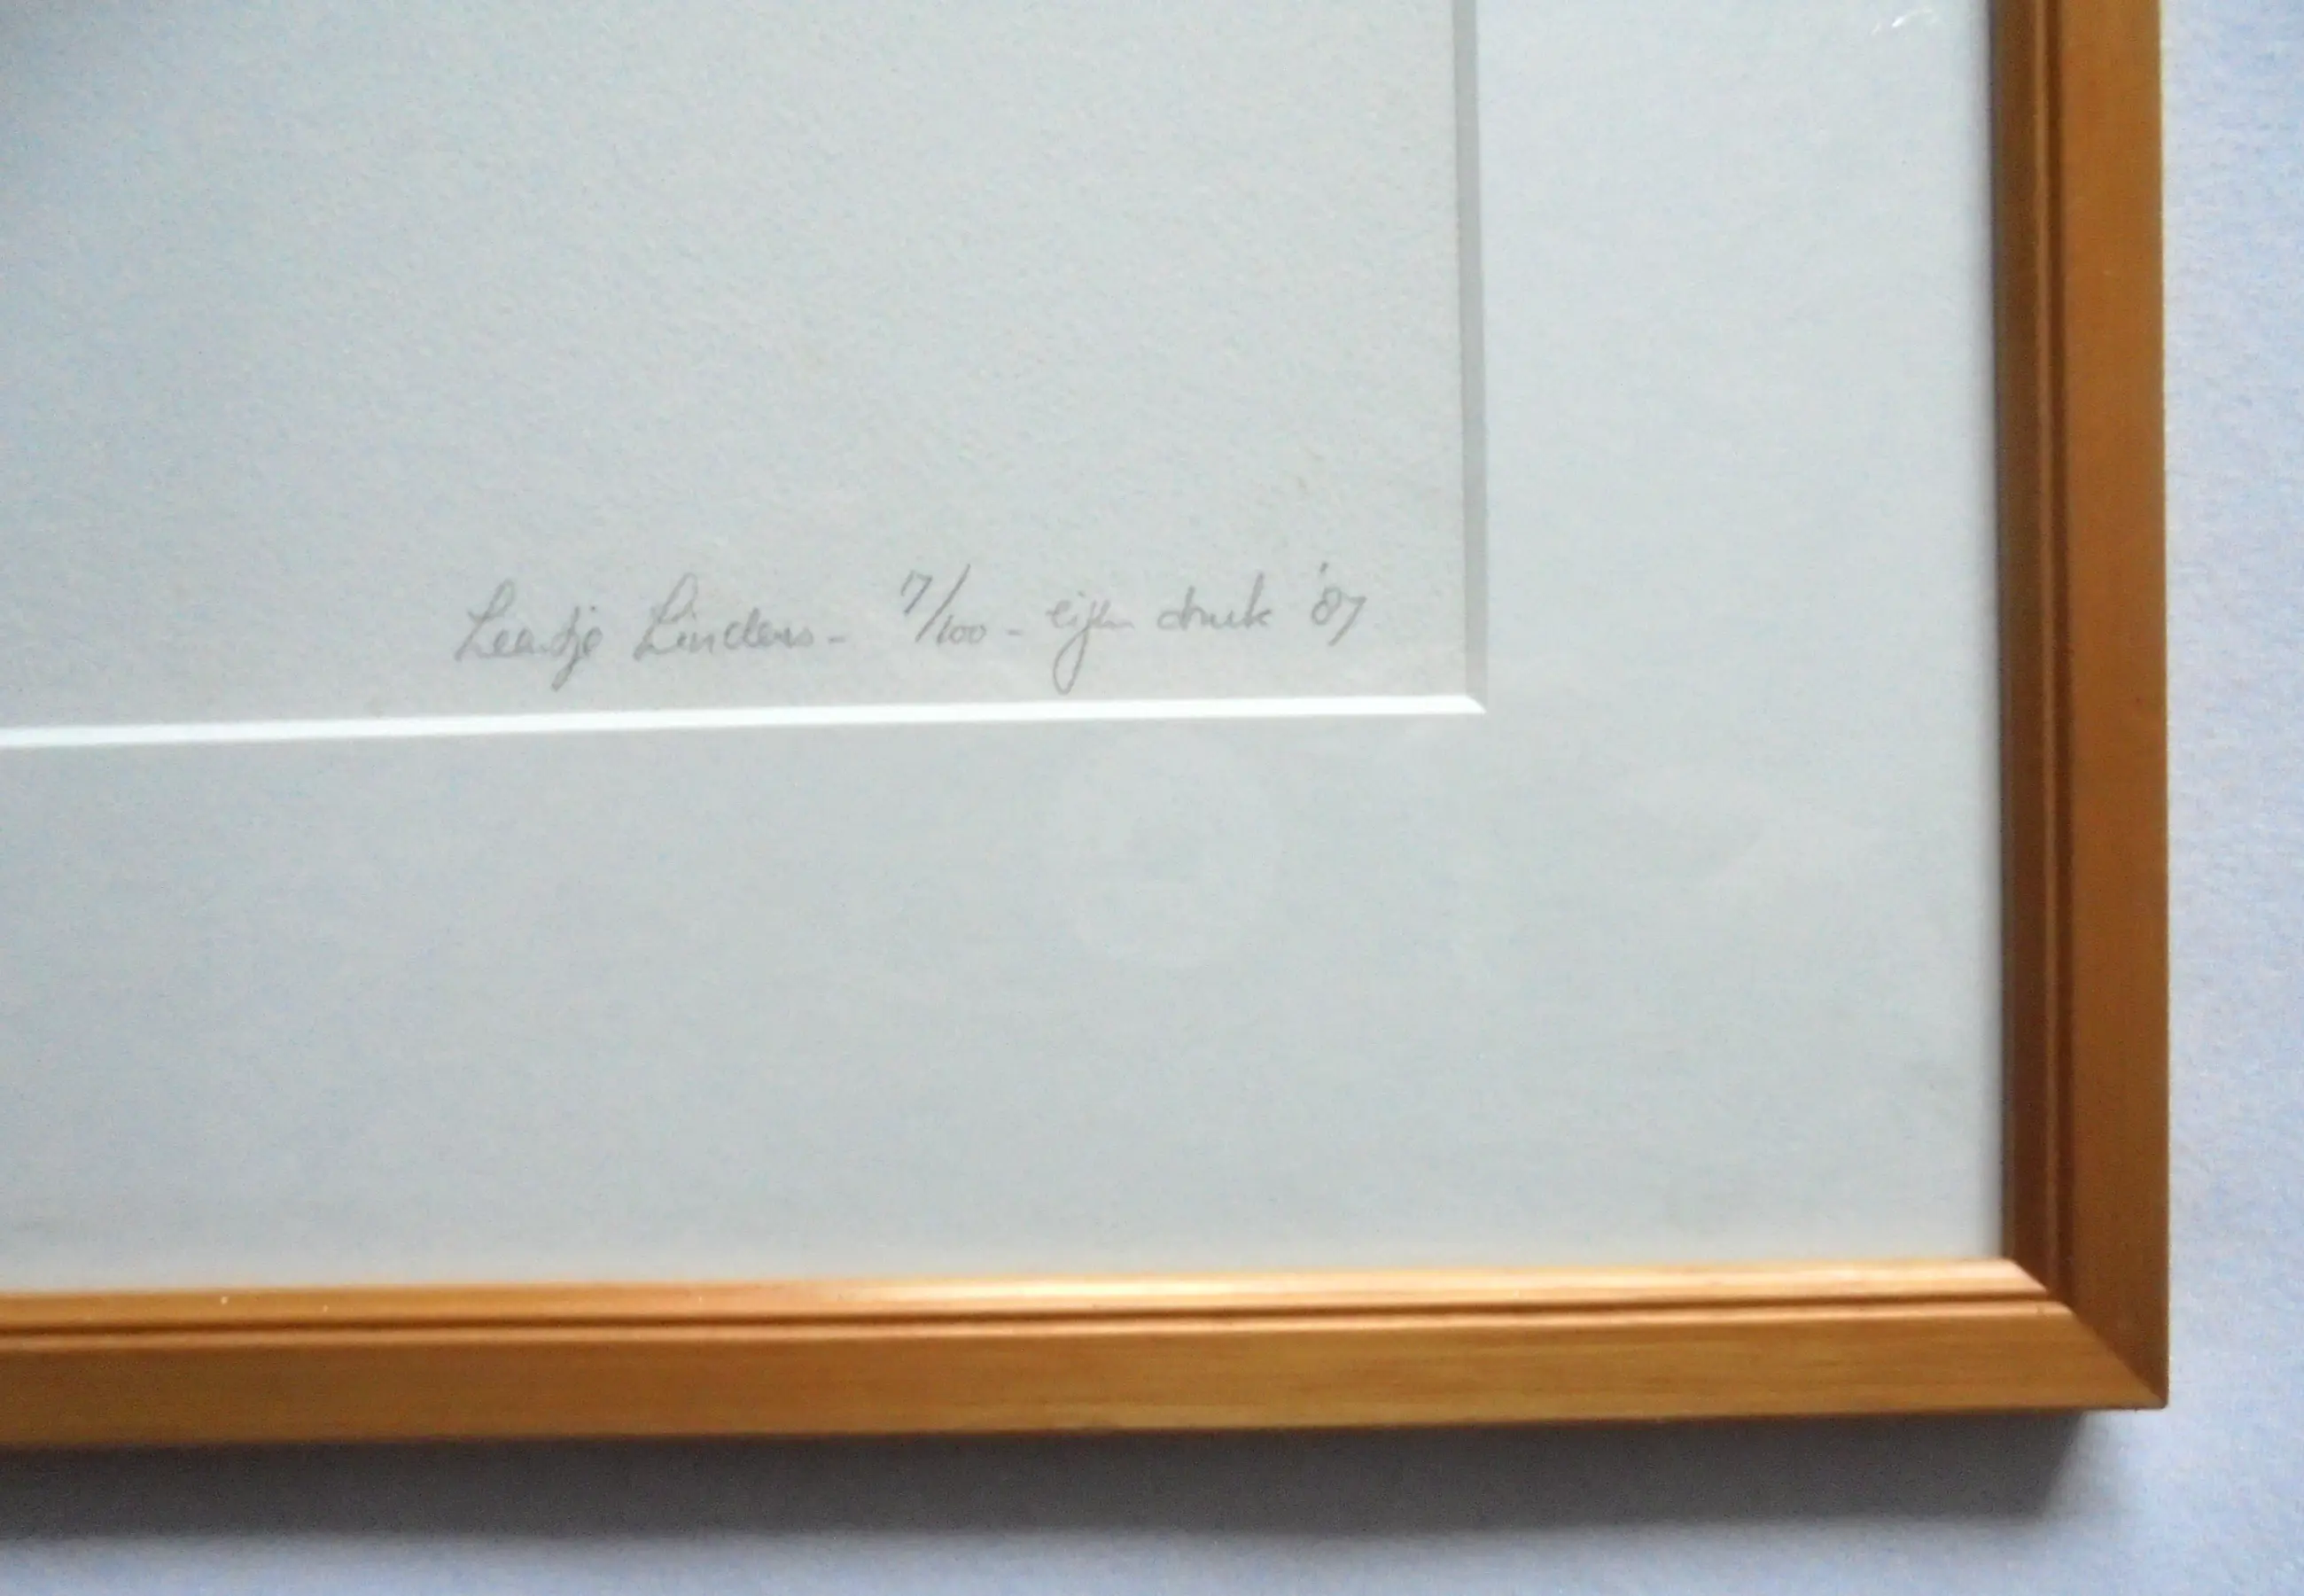 Leentje Linders - 7/100 - eigen druk '87